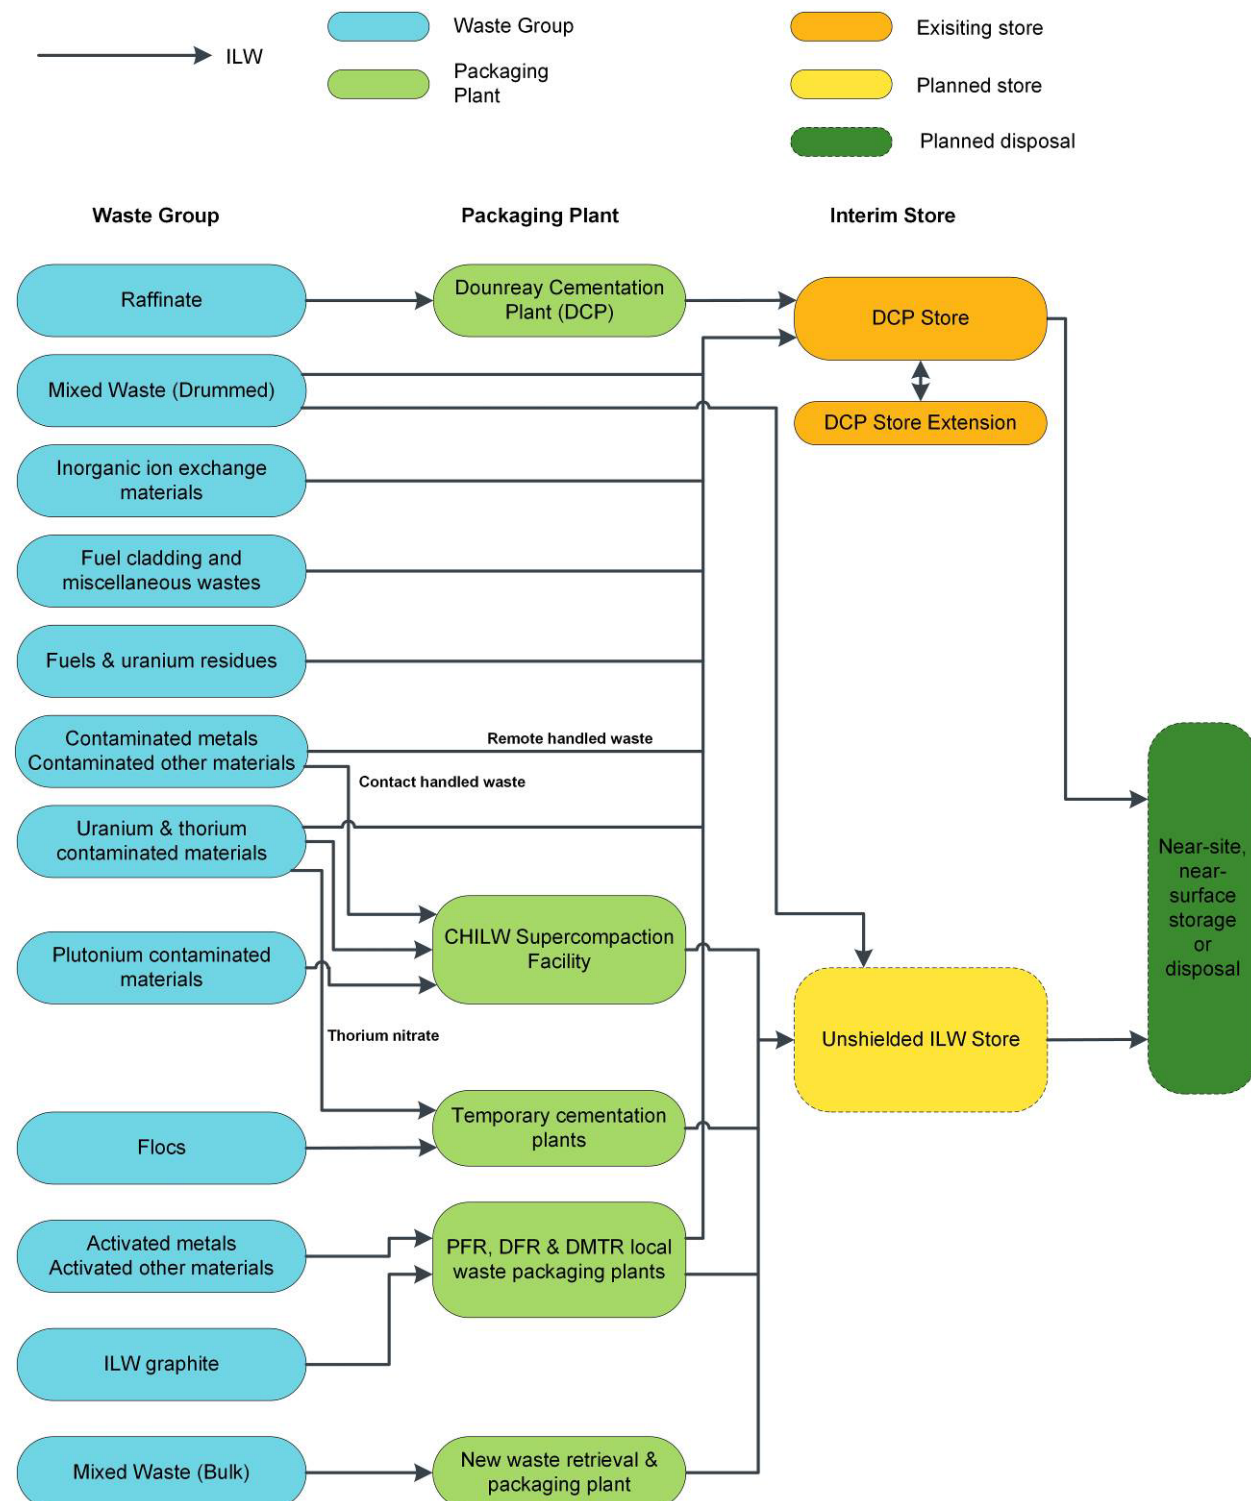 ILW
Waste Group
Packaging
Plant
Exisiting store
Planned store
Planned disposal
Waste Group
Packaging Plant
Interim Store
Raffinate
Dounreay Cementation
Plant (DCP)
DCP Store
Mixed Waste (Drummed)
DCP Store Extension
Inorganic ion exchange
materials
Fuel cladding and
miscellaneous wastes
Fuels & uranium residues
Contaminated metals
Contaminated other materials
Remote handled waste
Contact handled waste
Uranium & thorium
contaminated materials
Near-site,
near-
surface
storage
or
disposal
CHILW Supercompaction
Facility
Plutonium contaminated
materials
Thorium nitrate
Unshielded ILW Store
Temporary cementation
plants
Flocs
Activated metals
Activated other materials
PFR, DFR & DMTR local
waste packaging plants
ILW graphite
Mixed Waste (Bulk)
New waste retrieval &
packaging plant